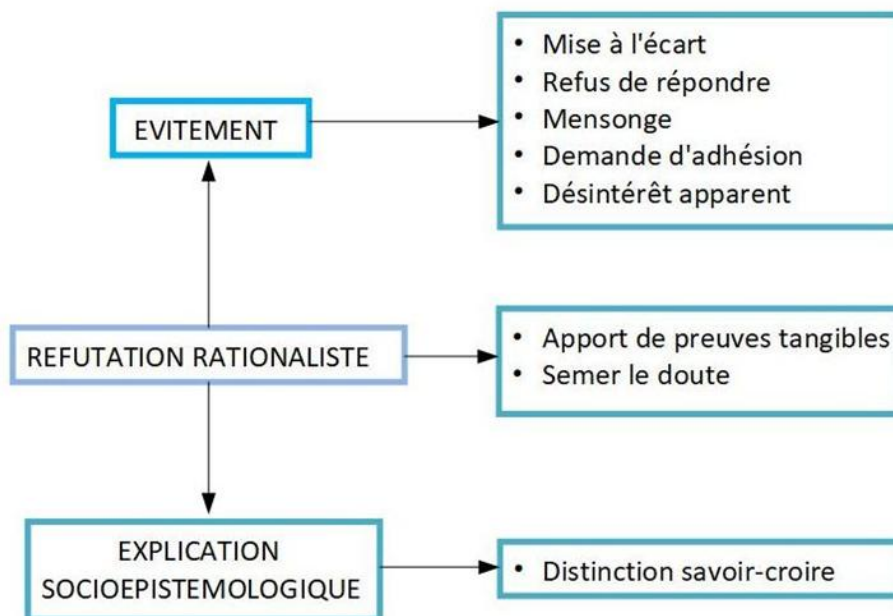 EVITEMENT
• Mise à l'écart
• Refus de répondre
• Mensonge
• Demande d'adhésion
• Désintérêt apparent
REFUTATION RATIONALISTE
• Apport de preuves tangibles
• Semer le doute
EXPLICATION
SOCIOEPISTEMOLOGIQUE
• Distinction savoir-croire